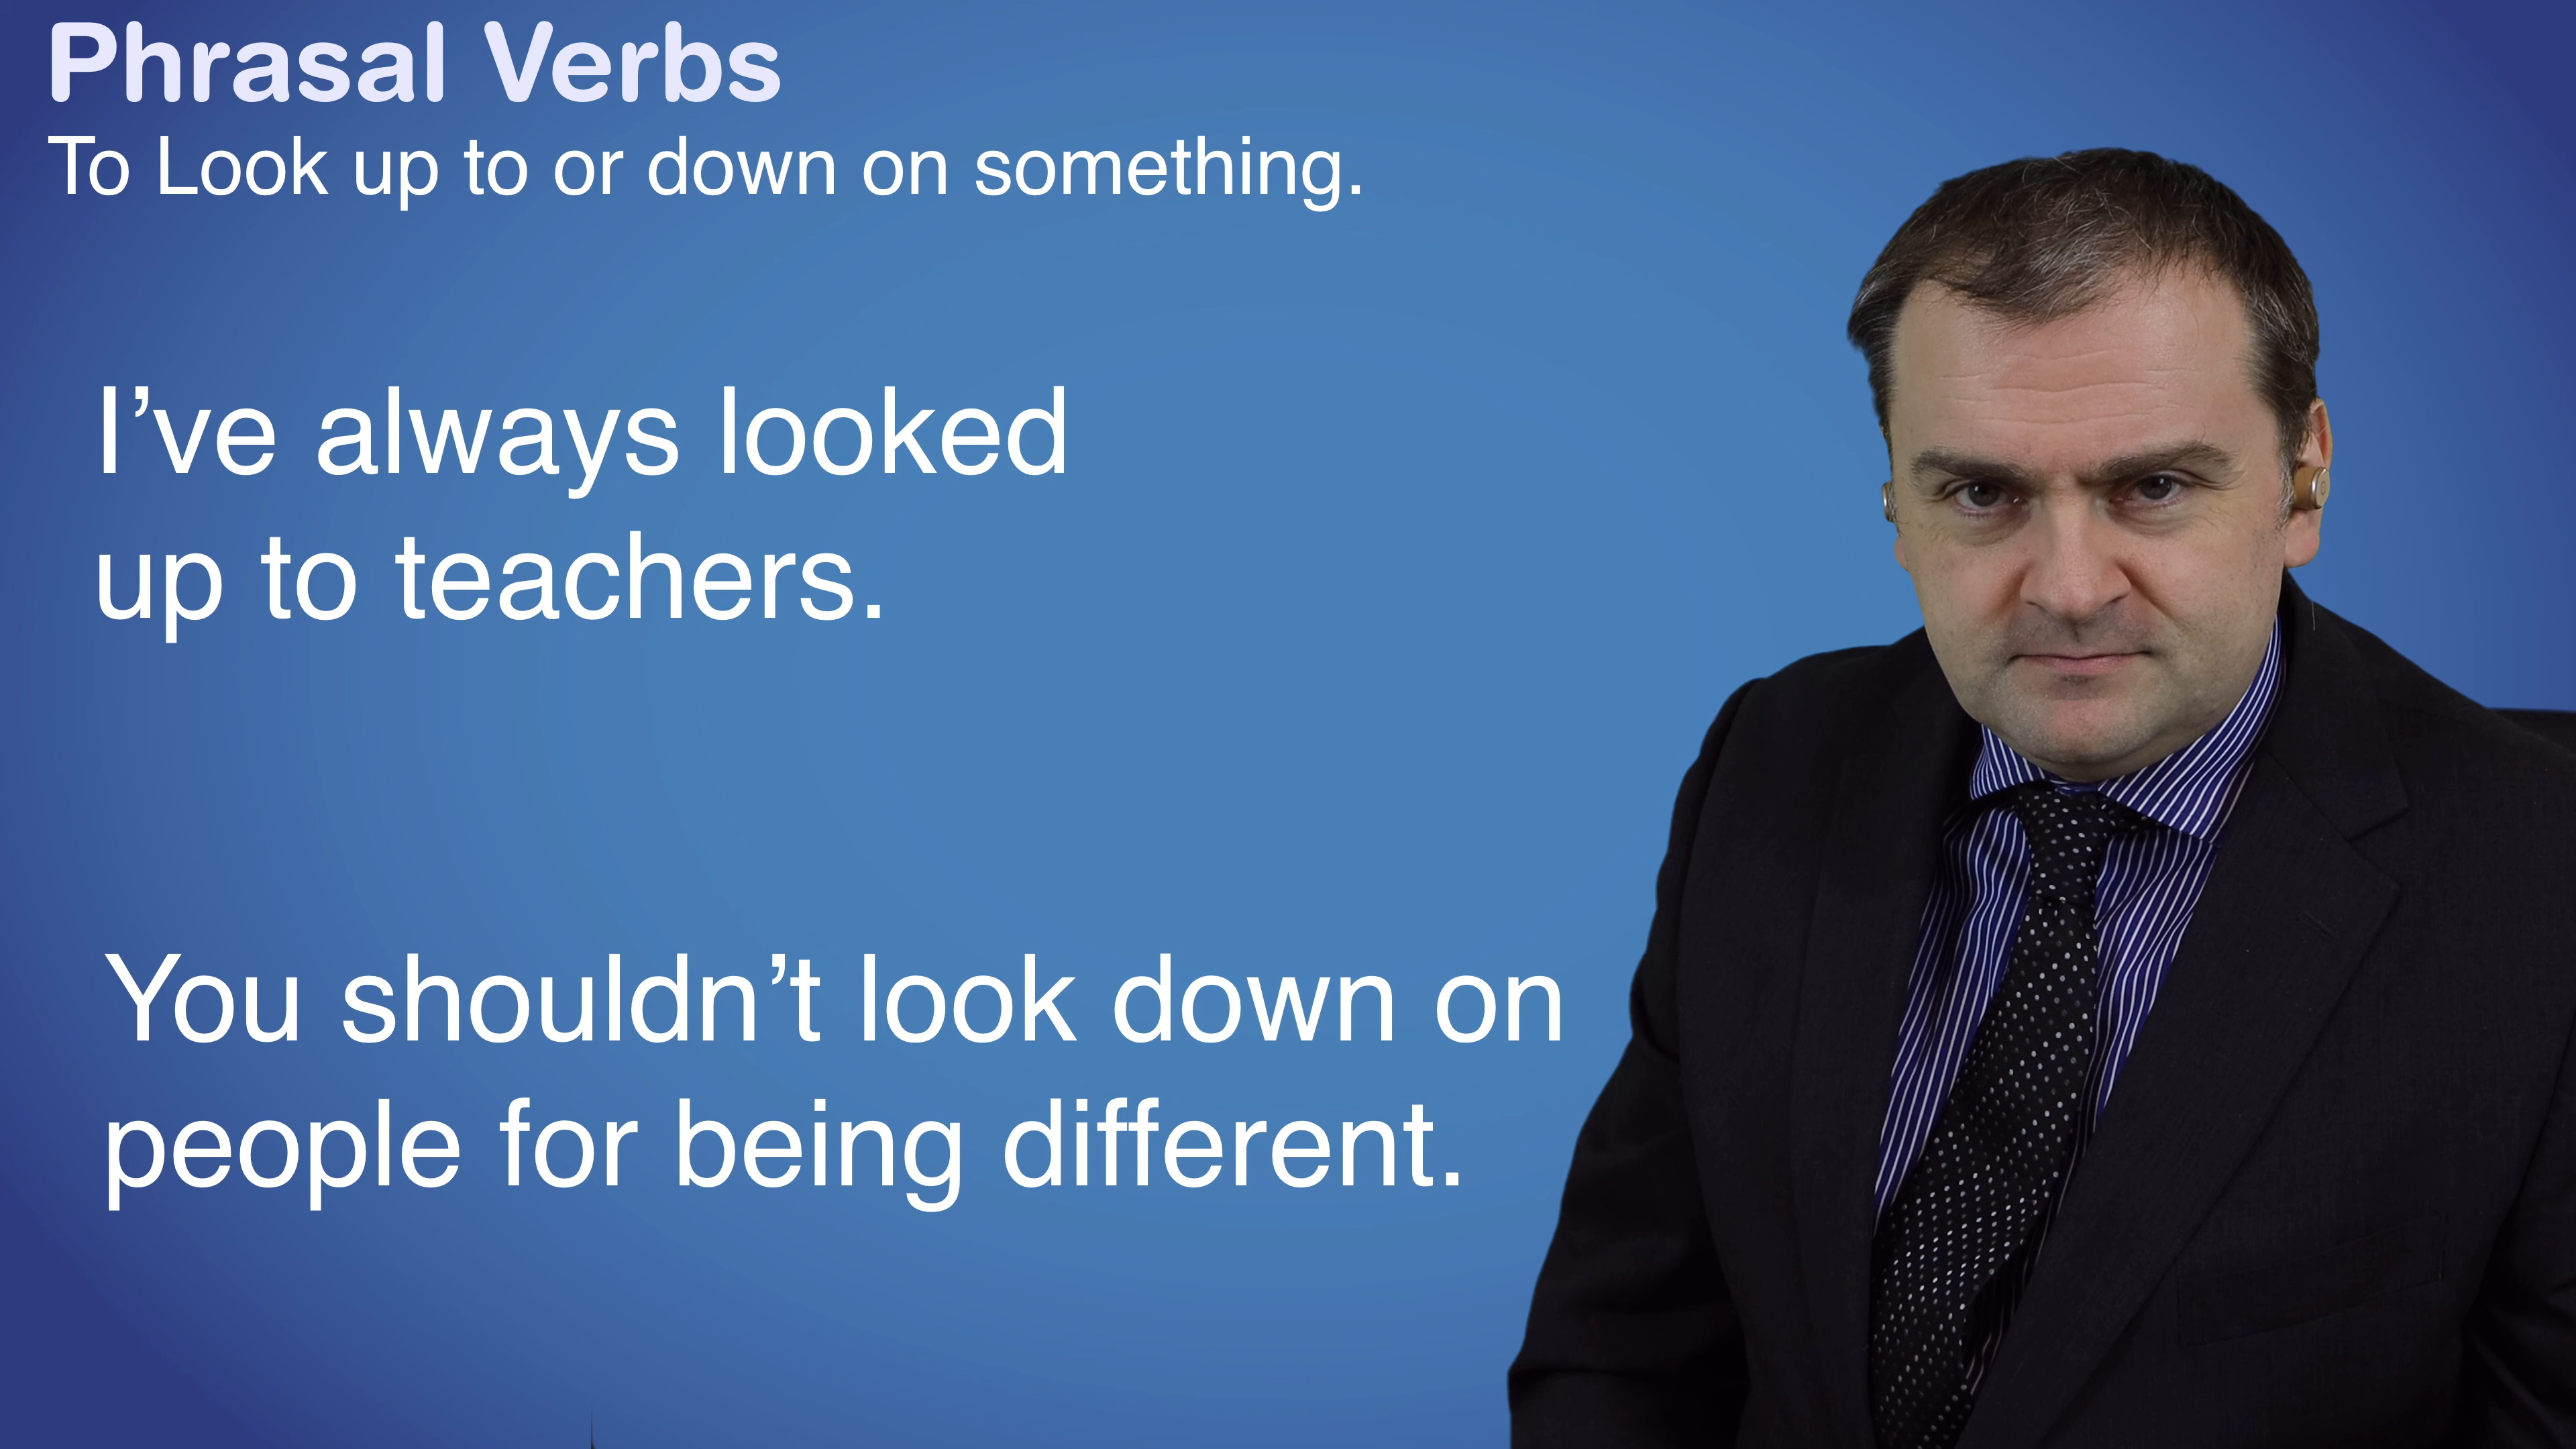 Phrasal Verbs
To Look up to or down on something.
I’ve always looked
up to teachers.
You shouldn’t look down on
people for being different.